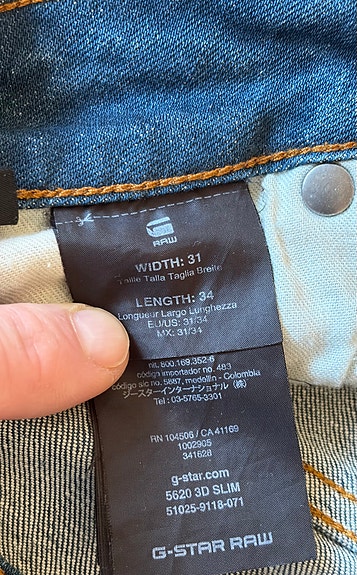 RAW
WIDTH: 31
Taille Talla Taglia Breite
LENGTH: 34
Longueur Largo Lunghezza
EU/US: 31/34
MX: 31/34
nit. 800.169.352-6
código importador no. 483
código sic no. 5887, medellin - Colombia
ジースターインターナショナル（株）
Tel : 03-5765-3301
RN 104506 / CA 41169
1002905
341628
g-star.com
5620 3D SLIM
51025-9118-071
G-STAR RAW